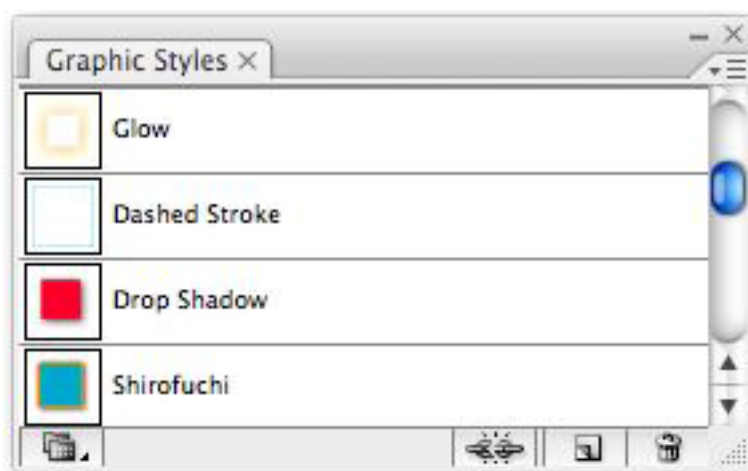 Graphic Styles
Glow
Dashed Stroke
Drop Shadow
Shirofuchi